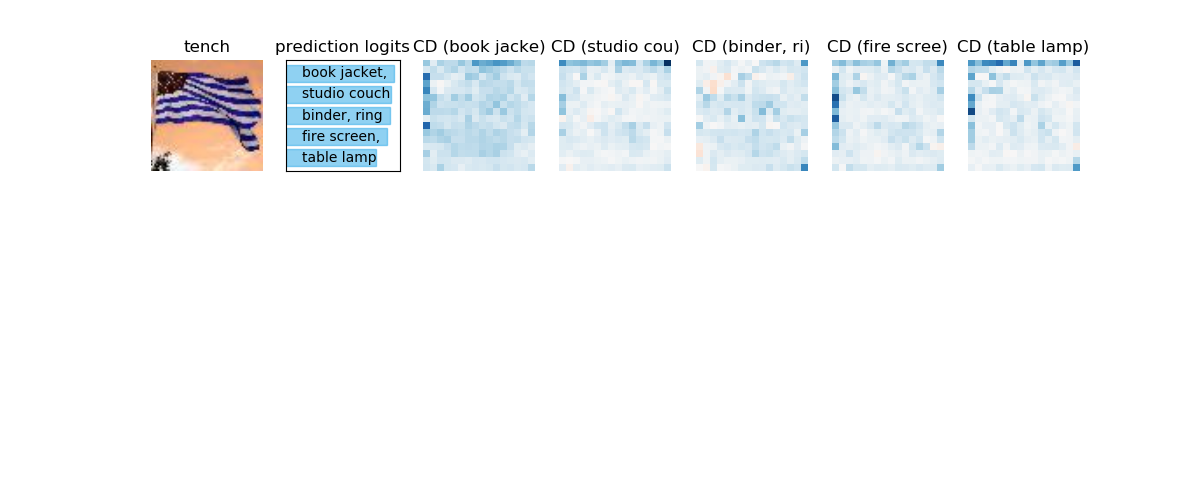 tench
prediction logits
CD (book jacke)
CD (studio cou)
CD (binder, ri)
CD (fire scree)
CD (table lamp)
book jacket,
studio couch
binder, ring
fire screen,
table lamp